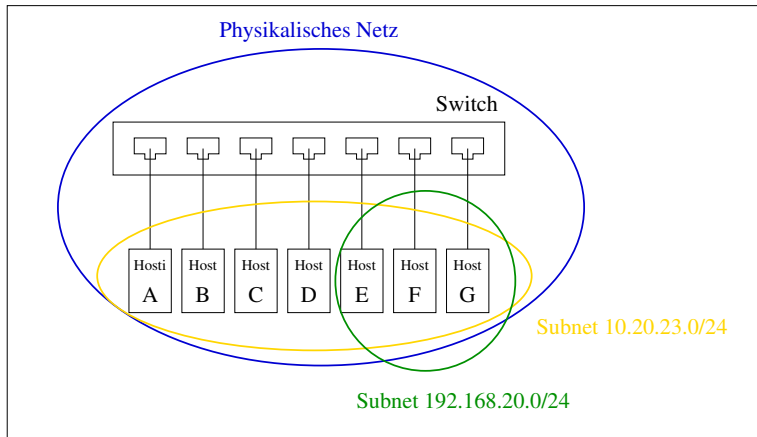 Physikalisches Netz
Switch
Hosti Host Host Host Host Host Host
A B C D E F G
Subnet 10.20.23.0/24
Subnet 192.168.20.0/24